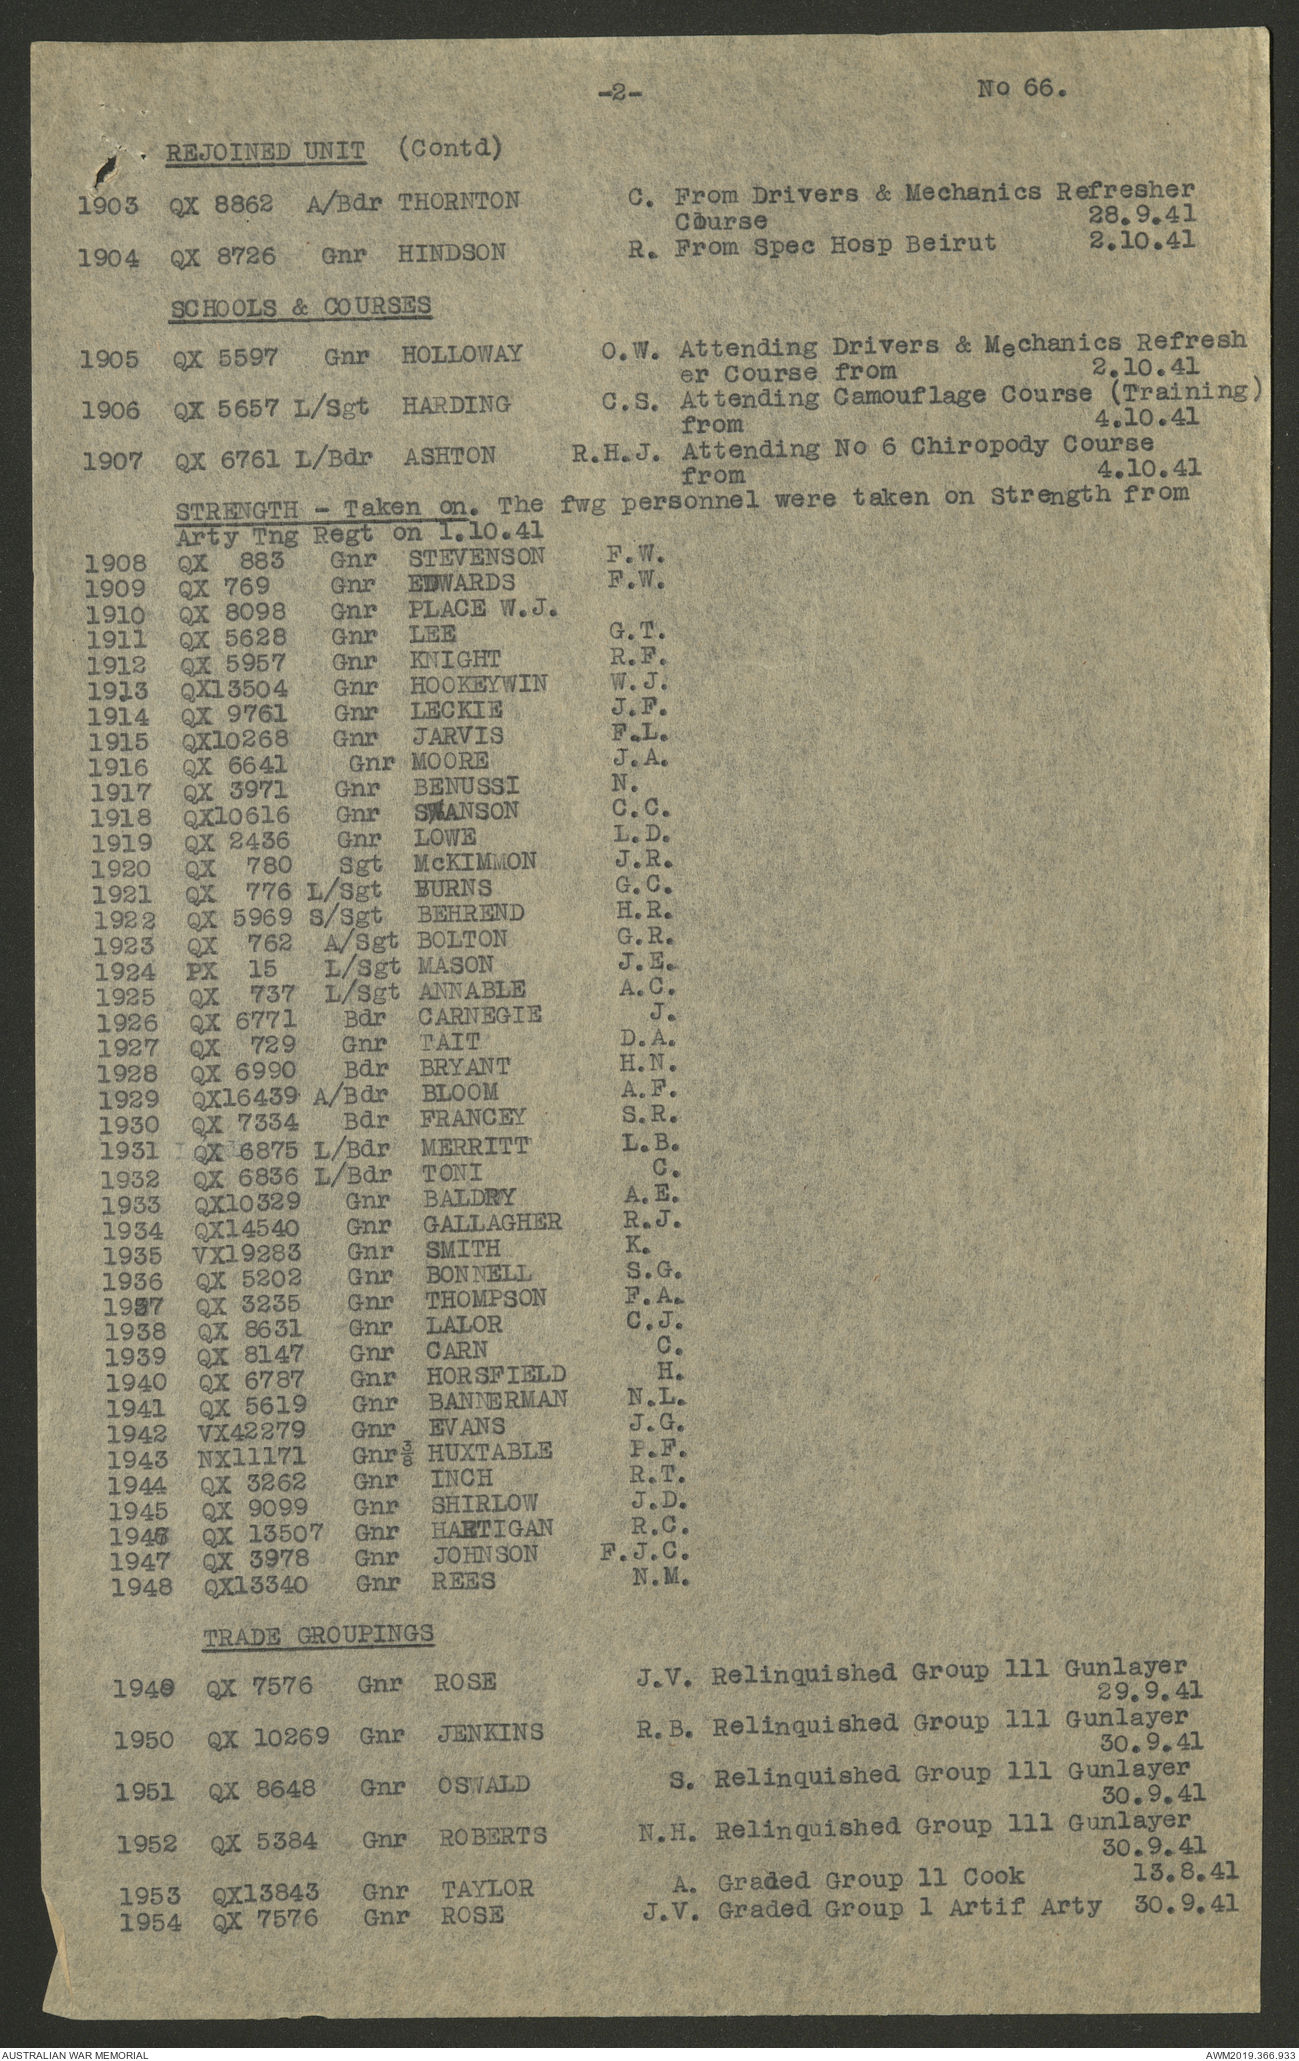 -2-    No 66.
REJOINED UNIT (Contd)
1903 QX 8862 A/Bdr THORNTON C. From Drivers & Mechanics Refresher
Course 28.9.41
1904 QX 8726 Gnr HINDSON R. From Spec Hosp Beirut 2.10.41
SCHOOLS & COURSES
1905 QX 5597 Gnr HOLLOWAY O.W. Attending Drivers & Mechanics Refresh
er Course from 2.10.41
1906 QX 5657 L/Sgt HARDING C.S. Attending Camouflage Course (Training)
from 4.10.41
1907 QX 6761 L/Bdr ASHTON R.H.J. Attending No 6 Chiropody Course
from 4.10.41
STRENGTH - Taken on. The fwg personnel were taken on Strength from
Arty Tng Regt on 1.10.41
1908 QX 883 Gnr STEVENSON F.W.
1909 QX 769 Gnr EDWARDS F.W.
1910 QX 8098 Gnr PLACE W.J.
1911 QX 5628 Gnr LEE G.T.
1912 QX 5957 Gnr KNIGHT R.F.
1913 QX13504 Gnr HOOKEYWIN W.J.
1914 QX 9761 Gnr LECKIE J.F.
1915 QX10268 Gnr JARVIS F.L.
1916 QX 6641 Gnr MOORE J.A.
1917 QX 3971 Gnr BENUSSI N.
1918 QX10616 Gnr SWANSON C.C.
1919 QX 2436 Gnr LOWE L.D.
1920 QX 780 Sgt McKIMMON J.R.
1921 QX 776 L/Sgt BURNS G.C.
1922 QX 5969 S/Sgt BEHREND H.R.
1923 QX 762 A/Sgt BOLTON G.R.
1924 PX 15 L/Sgt MASON J.E.
1925 QX 737 L/Sgt ANNABLE A.C.
1926 QX 6771 Bdr CARNEGIE J.
1927 QX 729 Gnr TAIT D.A.
1928 QX 6990 Bdr BRYANT H.N.
1929 QX16439 A/Bdr BLOOM A.F.
1930 QX 7334 Bdr FRANCEY S.R.
1931 QX 6875 L/Bdr MERRITT L.B.
1932 QX 6836 L/Bdr TONI C.
1933 QX10329 Gnr BALDRY A.E.
1934 QX14540 Gnr GALLAGHER R.J.
1935 VX19283 Gnr SMITH K.
1936 QX 5202 Gnr BONNELL S.G.
1937 QX 3235 Gnr THOMPSON F.A.
1938 QX 8631 Gnr LALOR C.J.
1939 QX 8147 Gnr CARN C.
1940 QX 6787 Gnr HORSFIELD H.
1941 QX 5619 Gnr BANNERMAN N.L.
1942 VX42279 Gnr EVANS J.G.
1943 NX11171 Gnr⅜ HUXTABLE P.F.
1944 QX 3262 Gnr INCH R.T.
1945 QX 9099 Gnr SHIRLOW J.D.
1946 QX 13507 Gnr HARTIGAN R.C.
1947 QX 3978 Gnr JOHNSON F.J.C.
1948 QX13340 Gnr REES N.M.
TRADE GROUPINGS
1949 QX 7576 Gnr ROSE J.V. Relinquished Group 111 Gunlayer
29.9.41
1950 QX 10269 Gnr JENKINS R.B. Relinquished Group 111 Gunlayer
30.9.41
1951 QX 8648 Gnr OSWALD S. Relinquished Group 111 Gunlayer
30.9.41
1952 QX 5384 Gnr ROBERTS N.H. Relinquished Group 111 Gunlayer
30.9.41
1953 QX13843 Gnr TAYLOR A. Graded Group 11 Cook 13.8.41
1954 QX 7576 Gnr ROSE J.V. Graded Group 1 Artif Arty 30.9.41
AUSTRALIAN WAR MEMORIAL    AWM2019.366.933